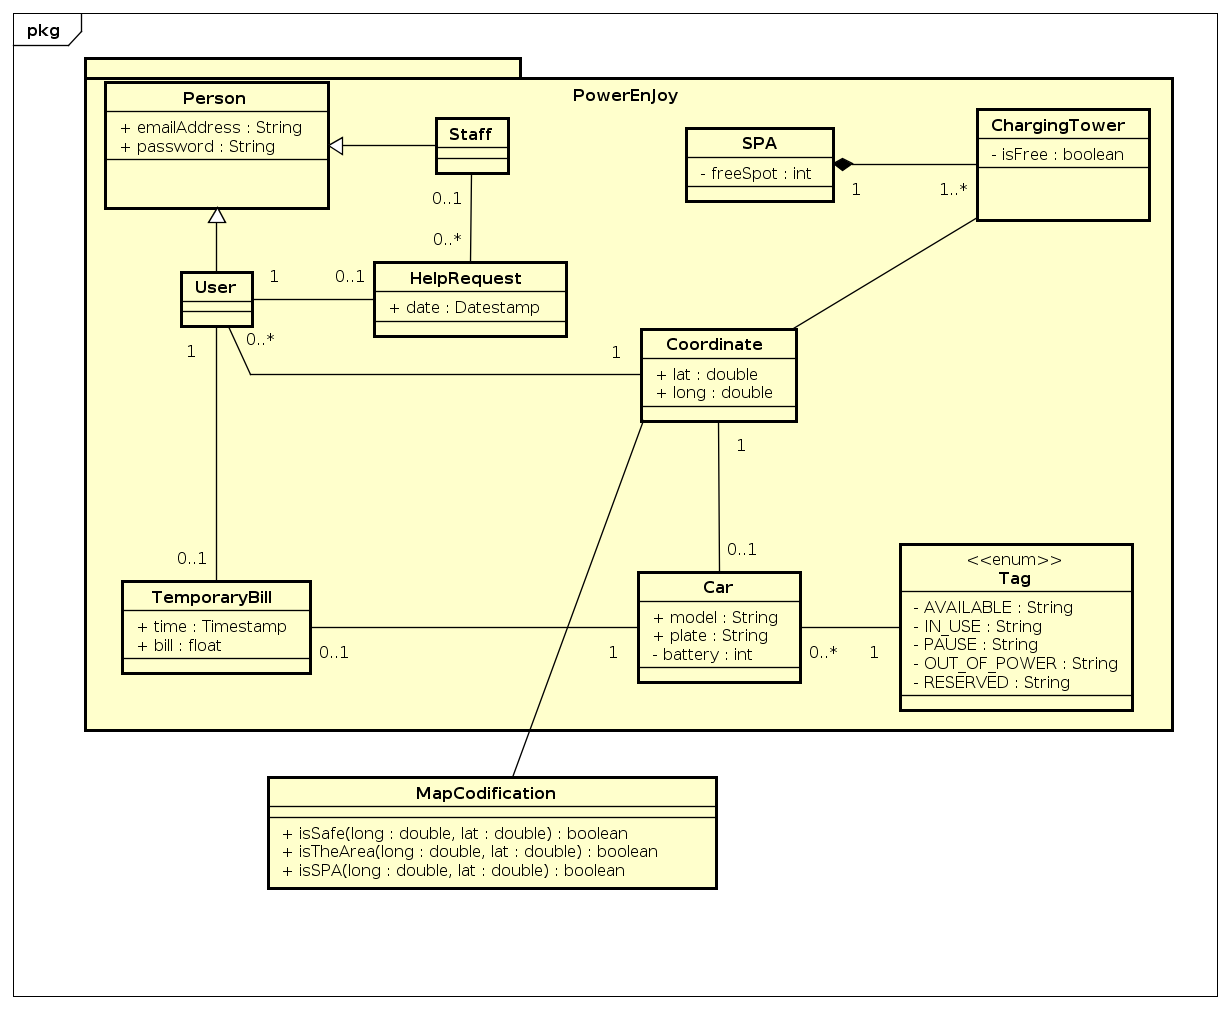 pkg
PowerEnJoy
Person
+ emailAddress : String
+ password : String
Staff
SPA
- freeSpot : int
ChargingTower
- isFree : boolean
1
1..*
0..1
0..*
User
1
0..1
HelpRequest
+ date : Datestamp
1
0..*
1
Coordinate
+ lat : double
+ long : double
1
0..1
0..1
TemporaryBill
+ time : Timestamp
+ bill : float
0..1
1
Car
+ model : String
+ plate : String
- battery : int
0..*
1
<<enum>>
Tag
- AVAILABLE : String
- IN_USE : String
- PAUSE : String
- OUT_OF_POWER : String
- RESERVED : String
MapCodification
+ isSafe(long : double, lat : double) : boolean
+ isTheArea(long : double, lat : double) : boolean
+ isSPA(long : double, lat : double) : boolean